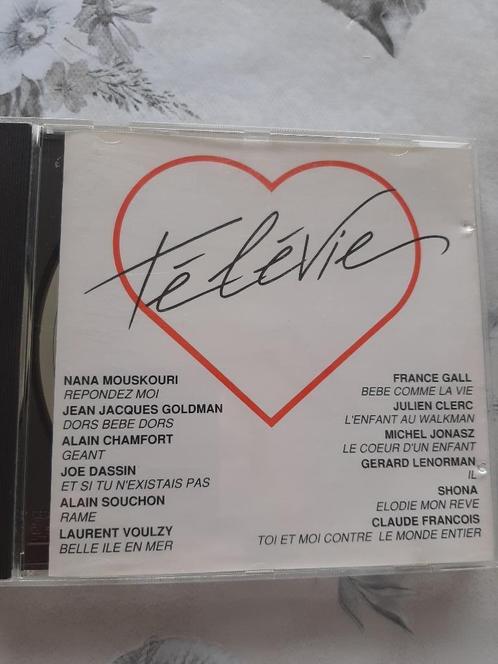 Télévie
NANA MOUSKOURI
REPONDEZ MOI
JEAN JACQUES GOLDMAN
DORS BEBE DORS
ALAIN CHAMFORT
GEANT
JOE DASSIN
ET SI TU N'EXISTAIS PAS
ALAIN SOUCHON
RAME
LAURENT VOULZY
BELLE ILE EN MER
FRANCE GALL
BEBE COMME LA VIE
JULIEN CLERC
L'ENFANT AU WALKMAN
MICHEL JONASZ
LE COEUR D'UN ENFANT
GERARD LENORMAN
IL
SHONA
ELODIE MON REVE
CLAUDE FRANCOIS
TOI ET MOI CONTRE LE MONDE ENTIER